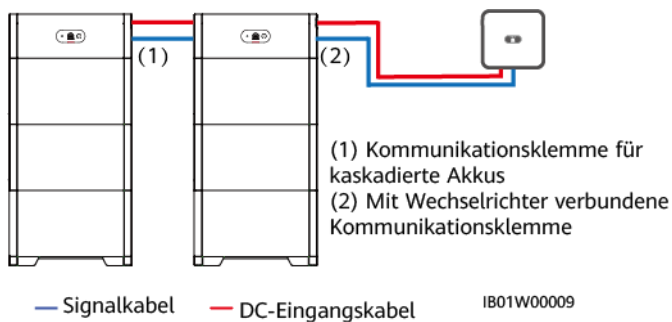 (1)
(2)
(1) Kommunikationsklemme für
kaskadierte Akkus
(2) Mit Wechselrichter verbundene
Kommunikationsklemme
Signalkabel
DC-Eingangskabel
IB01W00009